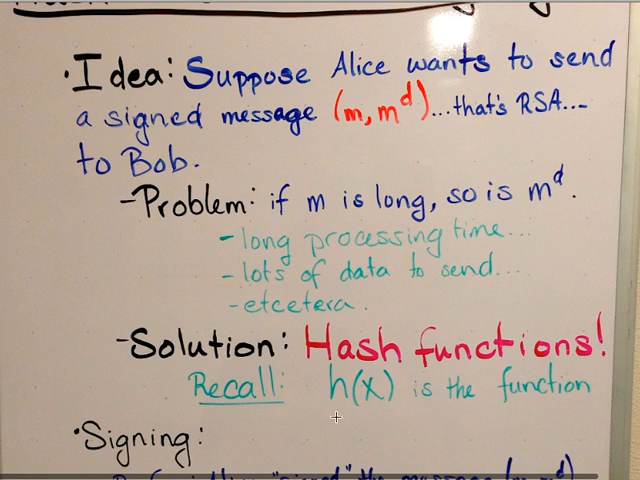 ·Idea: Suppose Alice wants to send
a signed message (m, m^d)...that's RSA...
to Bob.
-Problem: if m is long, so is m^d.
-long processing time...
-lots of data to send....
-etcetera.
-Solution: Hash functions!
Recall: h(x) is the function
·Signing: